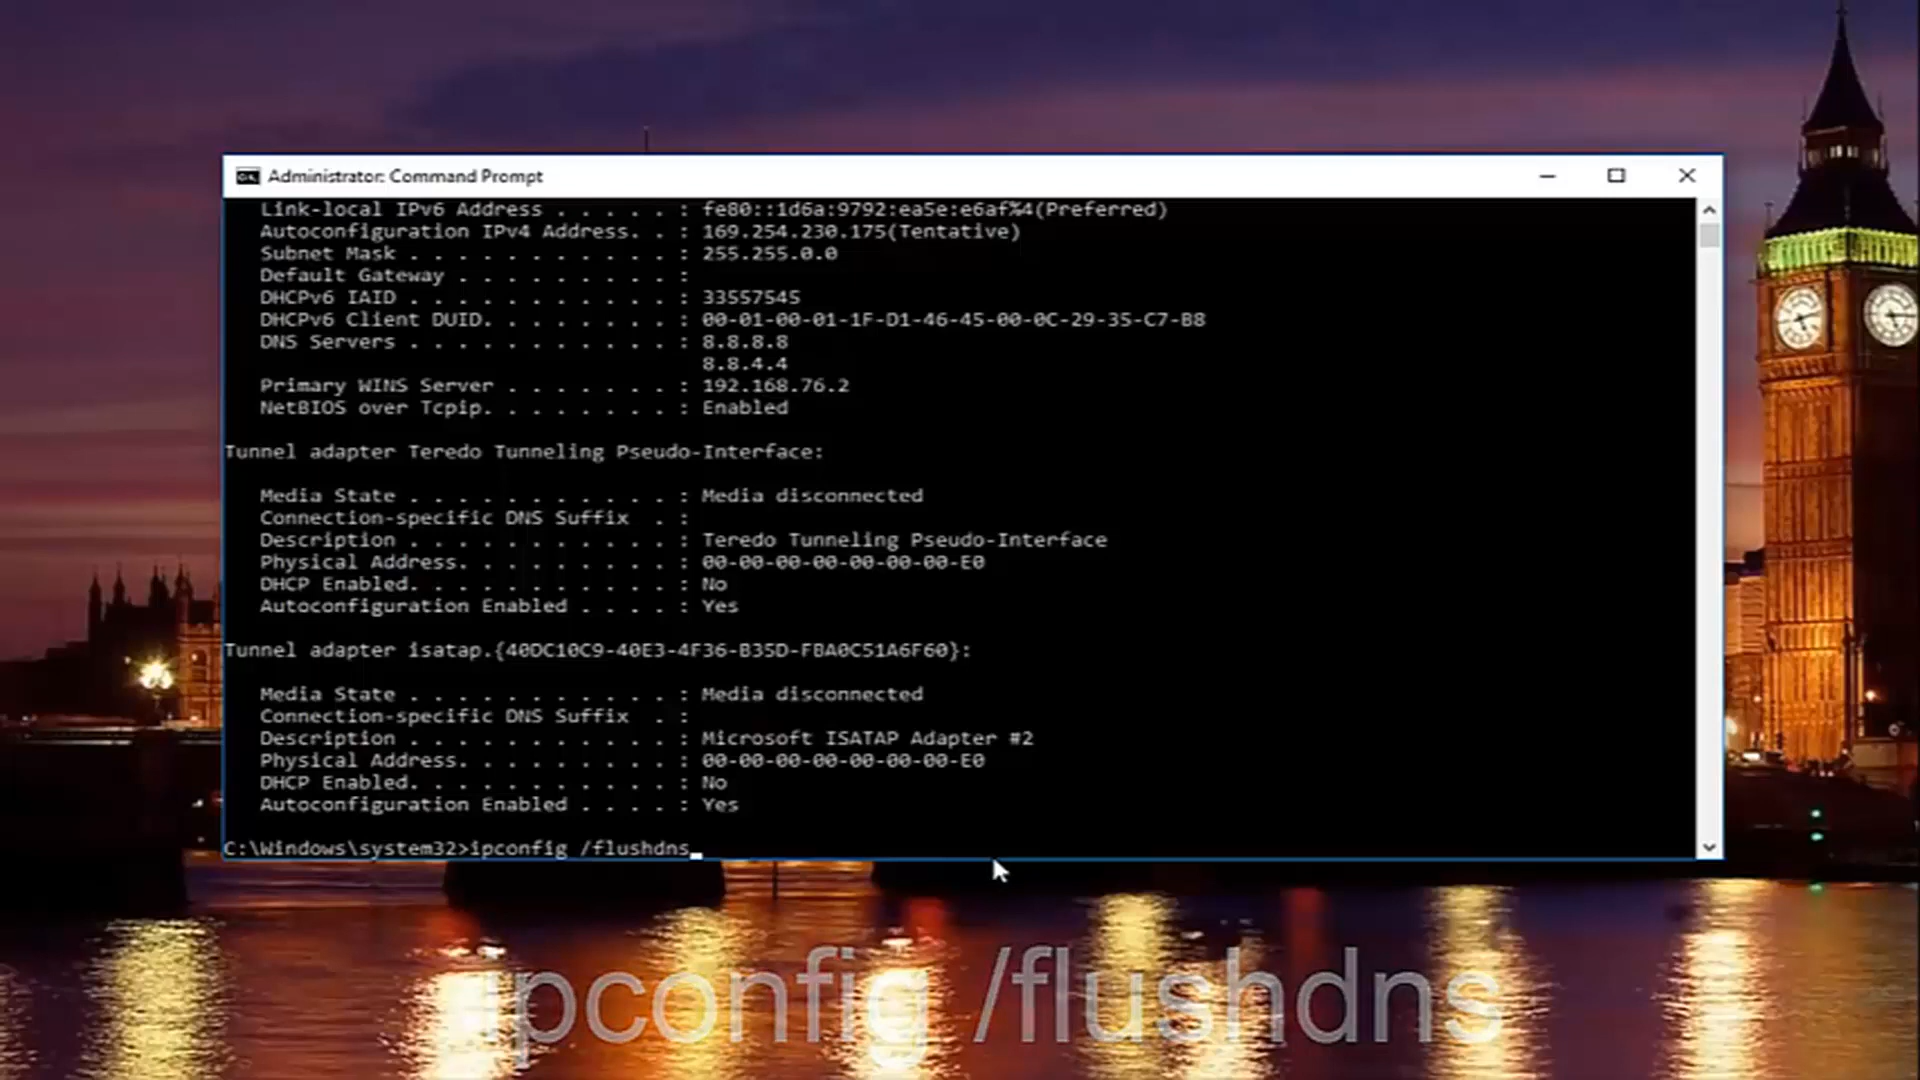 Administrator: Command Prompt
Link-local IPv6 Address . . . . . : fe80::1d6a:9792:ea5e:e6af%4(Preferred)
Autoconfiguration IPv4 Address. . : 169.254.230.175(Tentative)
Subnet Mask . . . . . . . . . . . : 255.255.0.0
Default Gateway . . . . . . . . . :
DHCPv6 IAID . . . . . . . . . . . : 33557545
DHCPv6 Client DUID. . . . . . . . : 00-01-00-01-1F-D1-46-45-00-0C-29-35-C7-B8
DNS Servers . . . . . . . . . . . : 8.8.8.8
8.8.4.4
Primary WINS Server . . . . . . . : 192.168.76.2
NetBIOS over Tcpip. . . . . . . . : Enabled
Tunnel adapter Teredo Tunneling Pseudo-Interface:
Media State . . . . . . . . . . . : Media disconnected
Connection-specific DNS Suffix  . :
Description . . . . . . . . . . . : Teredo Tunneling Pseudo-Interface
Physical Address. . . . . . . . . : 00-00-00-00-00-00-00-E0
DHCP Enabled. . . . . . . . . . . : No
Autoconfiguration Enabled . . . . : Yes
Tunnel adapter isatap.{40DC10C9-40E3-4F36-B35D-FBA0C51A6F60}:
Media State . . . . . . . . . . . : Media disconnected
Connection-specific DNS Suffix  . :
Description . . . . . . . . . . . : Microsoft ISATAP Adapter #2
Physical Address. . . . . . . . . : 00-00-00-00-00-00-00-E0
DHCP Enabled. . . . . . . . . . . : No
Autoconfiguration Enabled . . . . : Yes
C:\Windows\system32>ipconfig /flushdns
ipconfig /flushdns